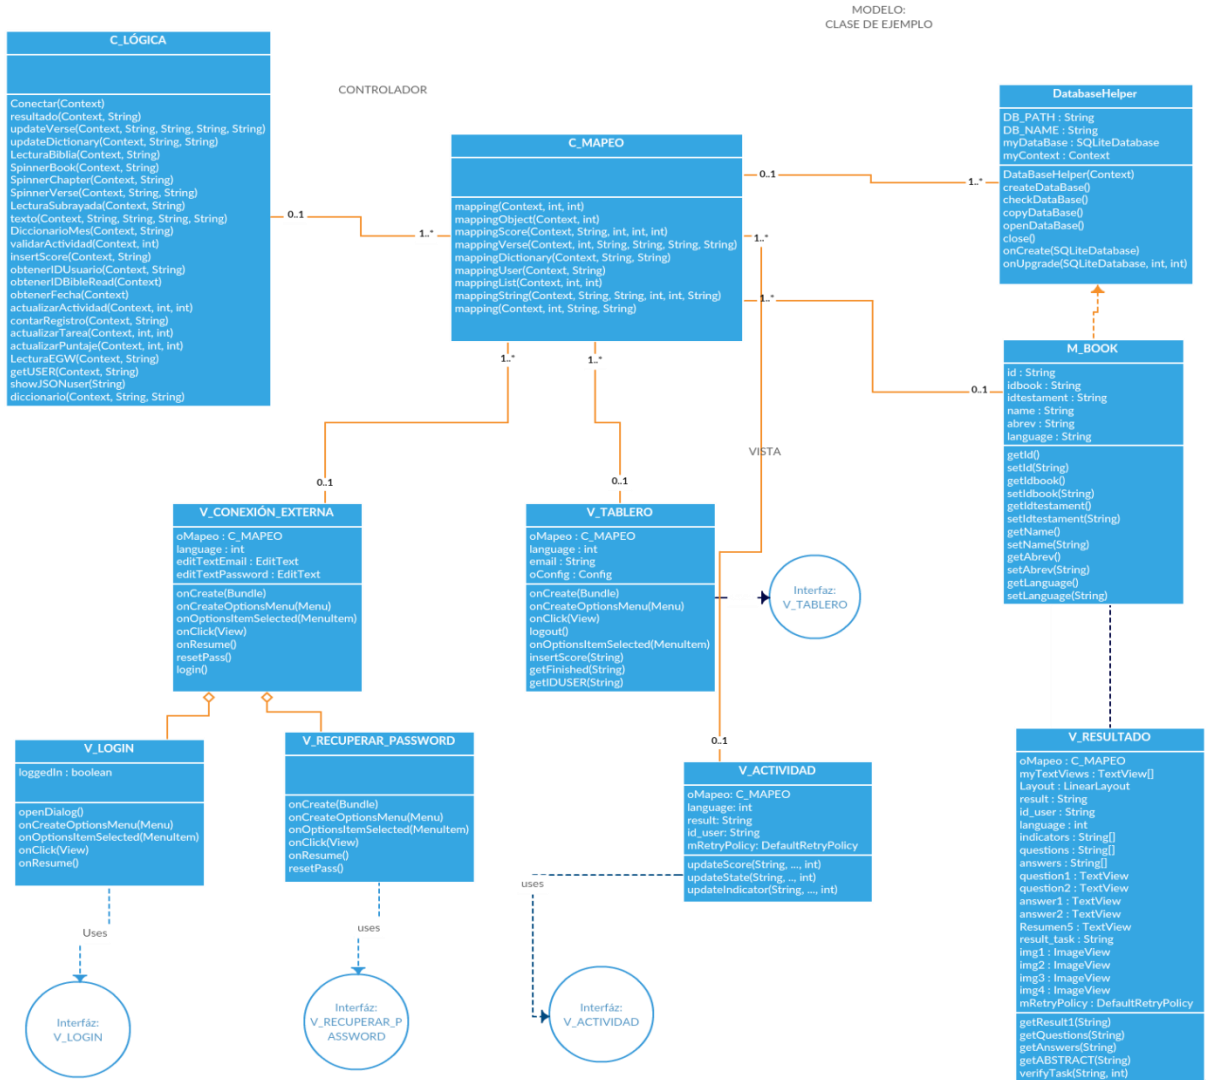 MODELO:
CLASE DE EJEMPLO
C_LÓGICA
Conectar(Context)
resultado(Context, String)
updateVerse(Context, String, String, String, String)
updateDictionary(Context, String, String)
LecturaBiblia(Context, String)
SpinnerBook(Context, String)
SpinnerChapter(Context, String)
SpinnerVerse(Context, String, String)
LecturaSubrayada(Context, String)
texto(Context, String, String, String, String)
DiccionarioMes(Context, String)
validarActividad(Context, int)
insertScore(Context, String)
obtenerIDUsuario(Context, String)
obtenerIDBibleRead(Context)
obtenerFecha(Context)
actualizarActividad(Context, int, int)
contarRegistro(Context, String)
actualizarTarea(Context, int, int)
actualizarPuntaje(Context, int, int)
LecturaEGW(Context, String)
getUSER(Context, String)
showJSONuser(String)
diccionario(Context, String, String)
CONTROLADOR
0..1
1..*
C_MAPEO
mapping(Context, int, int)
mappingObject(Context, int)
mappingScore(Context, String, int, int, int)
mappingVerse(Context, int, String, String, String, String)
mappingDictionary(Context, String, String)
mappingUser(Context, String)
mappingList(Context, int, int)
mappingString(Context, String, String, int, int, String)
mapping(Context, int, String, String)
0..1
1..*
1..*
1..*
0..1
1..*
1..*
DatabaseHelper
DB_PATH : String
DB_NAME : String
myDataBase : SQLiteDatabase
myContext : Context
DataBaseHelper(Context)
createDataBase()
checkDataBase()
copyDataBase()
openDataBase()
close()
onCreate(SQLiteDatabase)
onUpgrade(SQLiteDatabase, int, int)
M_BOOK
id : String
idbook : String
idtestament : String
name : String
abrev : String
language : String
getId()
setId(String)
getIdbook()
setIdbook(String)
getIdtestament()
setIdtestament(String)
getName()
setName(String)
getAbrev()
setAbrev(String)
getLanguage()
setLanguage(String)
VISTA
0..1
0..1
V_CONEXIÓN_EXTERNA
oMapeo : C_MAPEO
language : int
editTextEmail : EditText
editTextPassword : EditText
onCreate(Bundle)
onCreateOptionsMenu(Menu)
onOptionsItemSelected(MenuItem)
onClick(View)
onResume()
resetPass()
login()
V_TABLERO
oMapeo : C_MAPEO
language : int
email : String
oConfig : Config
onCreate(Bundle)
onCreateOptionsMenu(Menu)
onClick(View)
logout()
onOptionsItemSelected(MenuItem)
insertScore(String)
getFinished(String)
getIDUSER(String)
Interfaz:
V_TABLERO
V_LOGIN
loggedIn : boolean
openDialog()
onCreateOptionsMenu(Menu)
onOptionsItemSelected(MenuItem)
onClick(View)
onResume()
V_RECUPERAR_PASSWORD
onCreate(Bundle)
onCreateOptionsMenu(Menu)
onOptionsItemSelected(MenuItem)
onClick(View)
onResume()
resetPass()
0..1
V_ACTIVIDAD
oMapeo: C_MAPEO
language: int
result: String
id_user: String
mRetryPolicy: DefaultRetryPolicy
updateScore(String, ..., int)
updateState(String, .., int)
updateIndicator(String, ..., int)
V_RESULTADO
oMapeo : C_MAPEO
myTextViews : TextView[]
Layout : LinearLayout
result : String
id_user : String
language : int
indicators : String[]
questions : String[]
answers : String[]
question1 : TextView
question2 : TextView
answer1 : TextView
answer2 : TextView
Resumen5 : TextView
result_task : String
img1 : ImageView
img2 : ImageView
img3 : ImageView
img4 : ImageView
mRetryPolicy : DefaultRetryPolicy
getResult1(String)
getQuestions(String)
getAnswers(String)
getABSTRACT(String)
verifyTask(String, int)
Uses
uses
uses
Interfáz:
V_LOGIN
Interfáz:
V_RECUPERAR_P
ASSWORD
Interfáz:
V_ACTIVIDAD